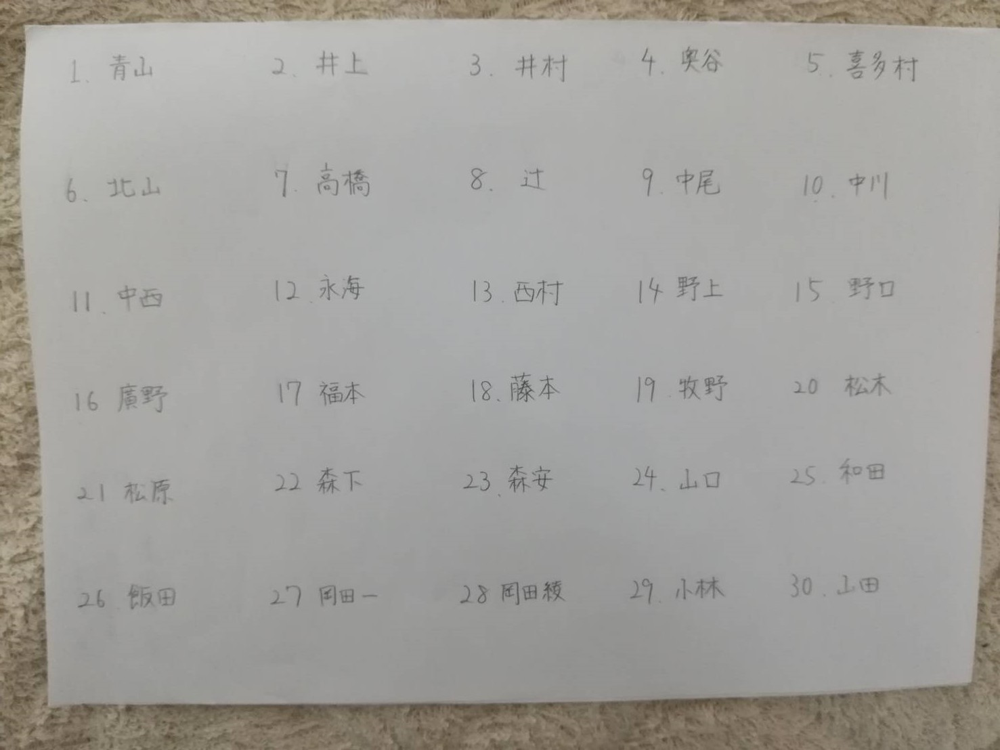 1. 青山 2. 井上 3. 井村 4. 奥谷 5. 喜多村
6. 北山 7. 高橋 8. 辻 9. 中尾 10. 中川
11. 中西 12. 永海 13. 西村 14 野上 15. 野口
16 廣野 17 福本 18. 藤本 19. 牧野 20 松木
21 松原 22 森下 23. 森安 24. 山口 25. 和田
26. 飯田 27 岡田一 28 岡田綾 29. 小林 30. 山田